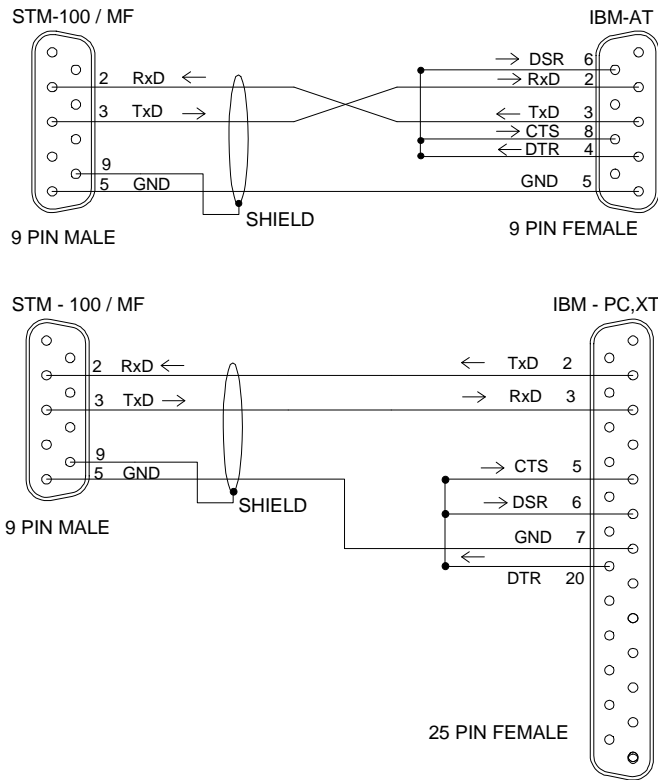 STM-100 / MF IBM-AT
DSR 6
2 RxD RxD 2
3 TxD TxD 3
CTS 8
DTR 4
9
5 GND GND 5
SHIELD
9 PIN MALE 9 PIN FEMALE
STM - 100 / MF IBM - PC,XT
2 RxD TxD 2
3 TxD RxD 3
9
CTS 5
5 GND
DSR 6
SHIELD
9 PIN MALE
GND 7
DTR 20
25 PIN FEMALE